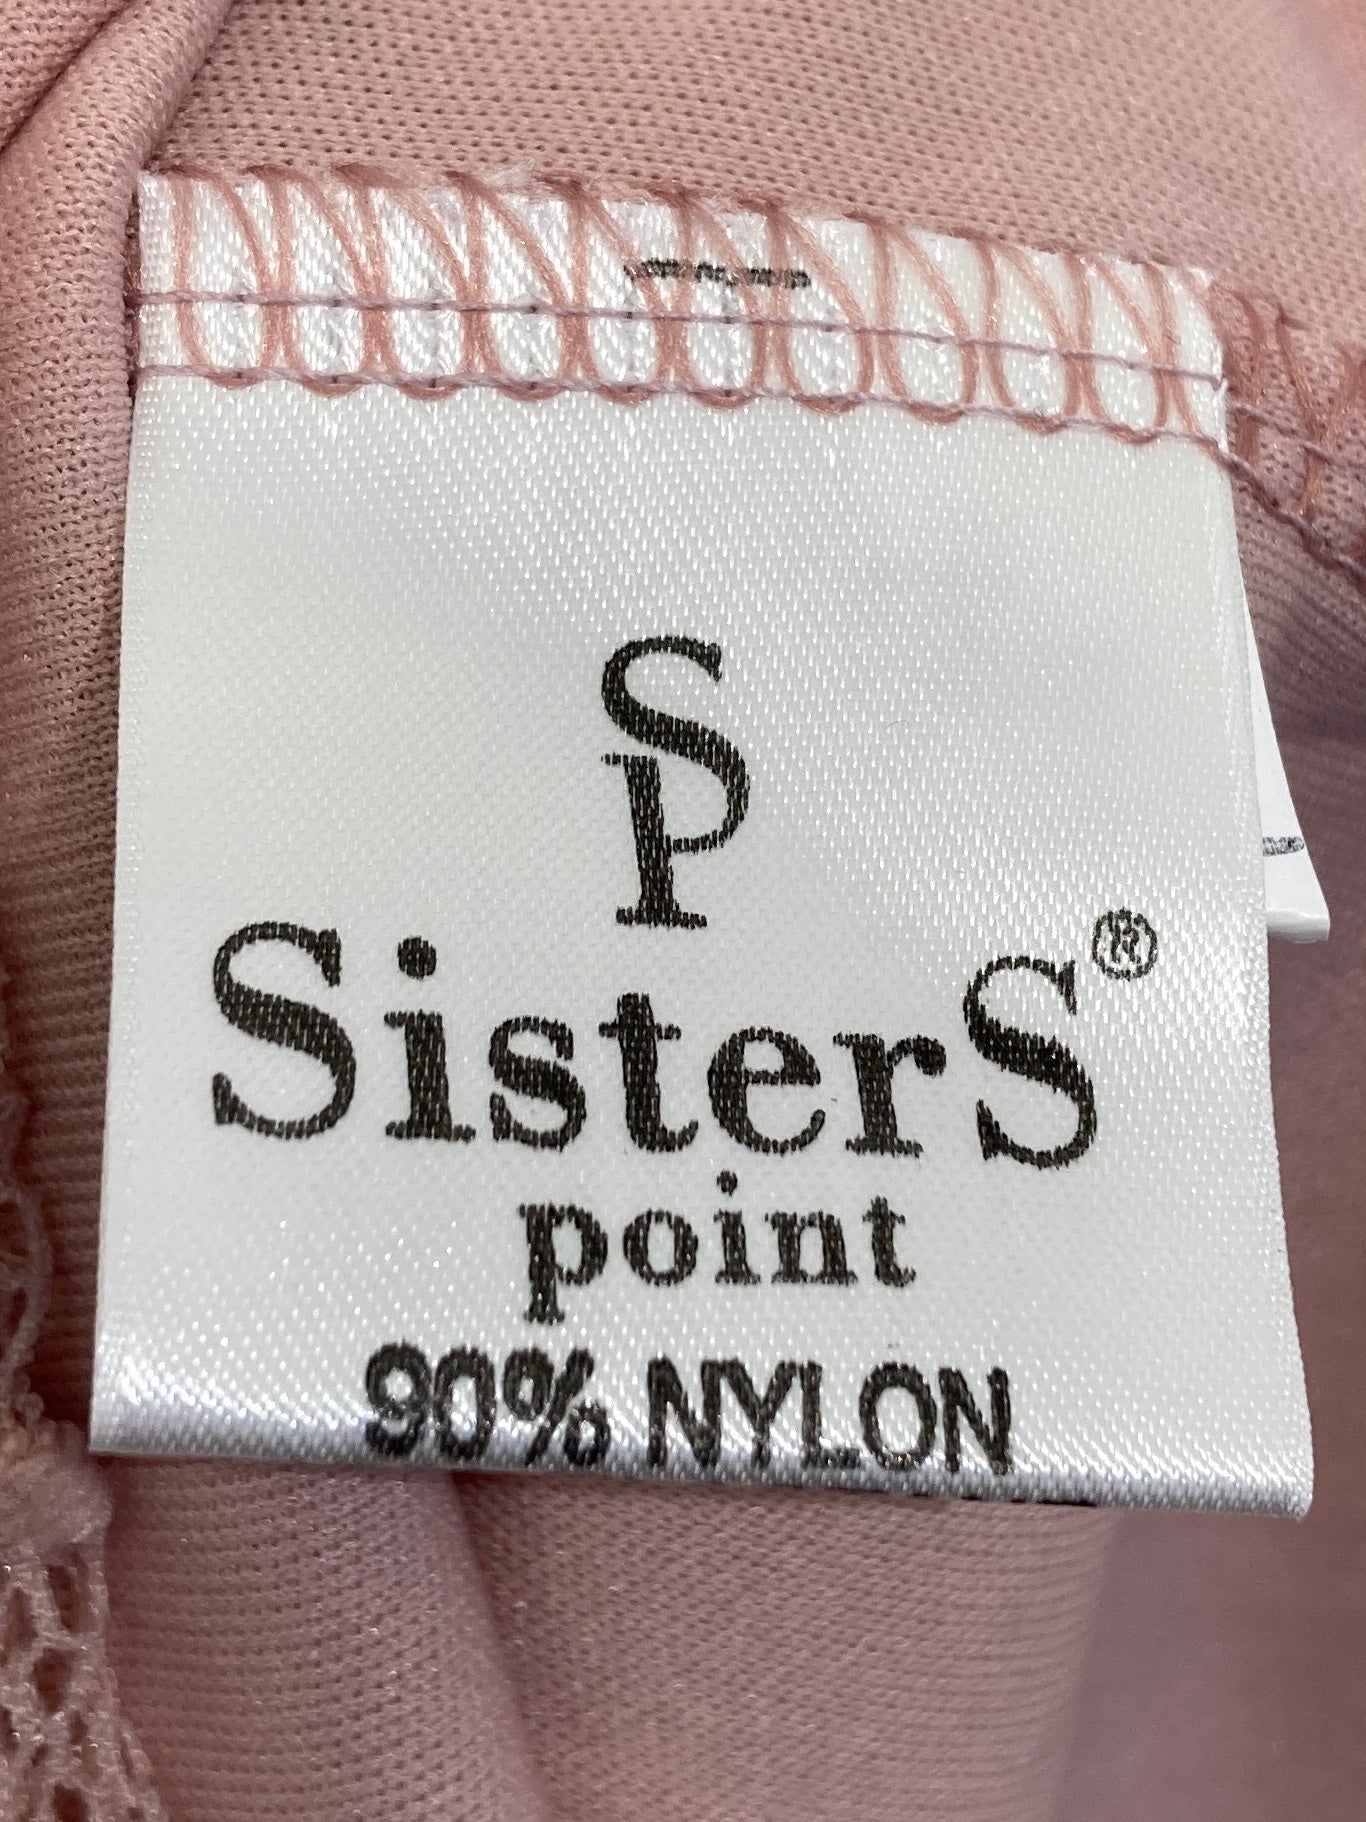 SP
SisterS®
point
90% NYLON